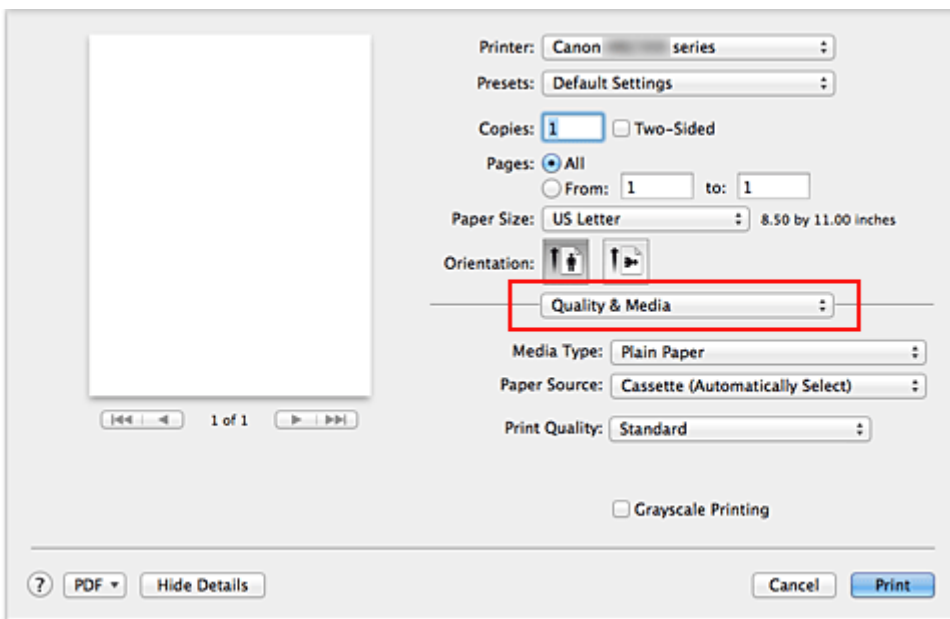 Printer: Canon series
Presets: Default Settings
Copies: 1 Two-Sided
Pages: All
From: 1 to: 1
Paper Size: US Letter 8.50 by 11.00 inches
Orientation:
Quality & Media
Media Type: Plain Paper
Paper Source: Cassette (Automatically Select)
1 of 1
Print Quality: Standard
Grayscale Printing
? PDF Hide Details Cancel Print